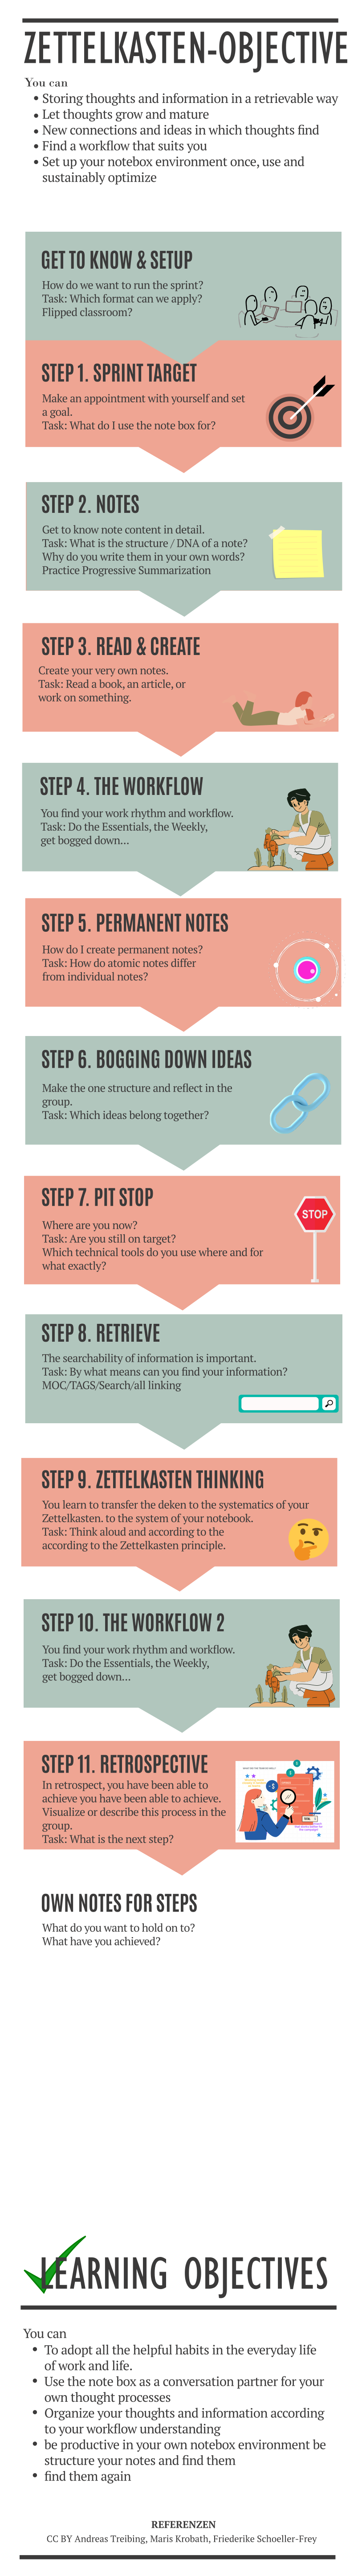 ZETTELKASTEN-OBJECTIVE
You can
• Storing thoughts and information in a retrievable way
• Let thoughts grow and mature
• New connections and ideas in which thoughts find
• Find a workflow that suits you
• Set up your notebox environment once, use and
sustainably optimize
GET TO KNOW & SETUP
How do we want to run the sprint?
Task: Which format can we apply?
Flipped classroom?
STEP 1. SPRINT TARGET
Make an appointment with yourself and set
a goal.
Task: What do I use the note box for?
STEP 2. NOTES
Get to know note content in detail.
Task: What is the structure / DNA of a note?
Why do you write them in your own words?
Practice Progressive Summarization
STEP 3. READ & CREATE
Create your very own notes.
Task: Read a book, an article, or
work on something.
STEP 4. THE WORKFLOW
You find your work rhythm and workflow.
Task: Do the Essentials, the Weekly,
get bogged down...
STEP 5. PERMANENT NOTES
How do I create permanent notes?
Task: How do atomic notes differ
from individual notes?
STEP 6. BOGGING DOWN IDEAS
Make the one structure and reflect in the
group.
Task: Which ideas belong together?
STEP 7. PIT STOP
Where are you now?
Task: Are you still on target?
Which technical tools do you use where and for
what exactly?
STOP
STEP 8. RETRIEVE
The searchability of information is important.
Task: By what means can you find your information?
MOC/TAGS/Search/all linking
STEP 9. ZETTELKASTEN THINKING
You learn to transfer the deken to the systematics of your
Zettelkasten. to the system of your notebook.
Task: Think aloud and according to the
according to the Zettelkasten principle.
STEP 10. THE WORKFLOW 2
You find your work rhythm and workflow.
Task: Do the Essentials, the Weekly,
get bogged down...
STEP 11. RETROSPECTIVE
In retrospect, you have been able to
achieve you have been able to achieve.
Visualize or describe this process in the
group.
Task: What is the next step?
OWN NOTES FOR STEPS
What do you want to hold on to?
What have you achieved?
LEARNING OBJECTIVES
You can
• To adopt all the helpful habits in the everyday life
of work and life.
• Use the note box as a conversation partner for your
own thought processes
• Organize your thoughts and information according
to your workflow understanding
• be productive in your own notebox environment be
structure your notes and find them
• find them again
REFERENZEN
CC BY Andreas Treibing, Maris Krobath, Friederike Schoeller-Frey